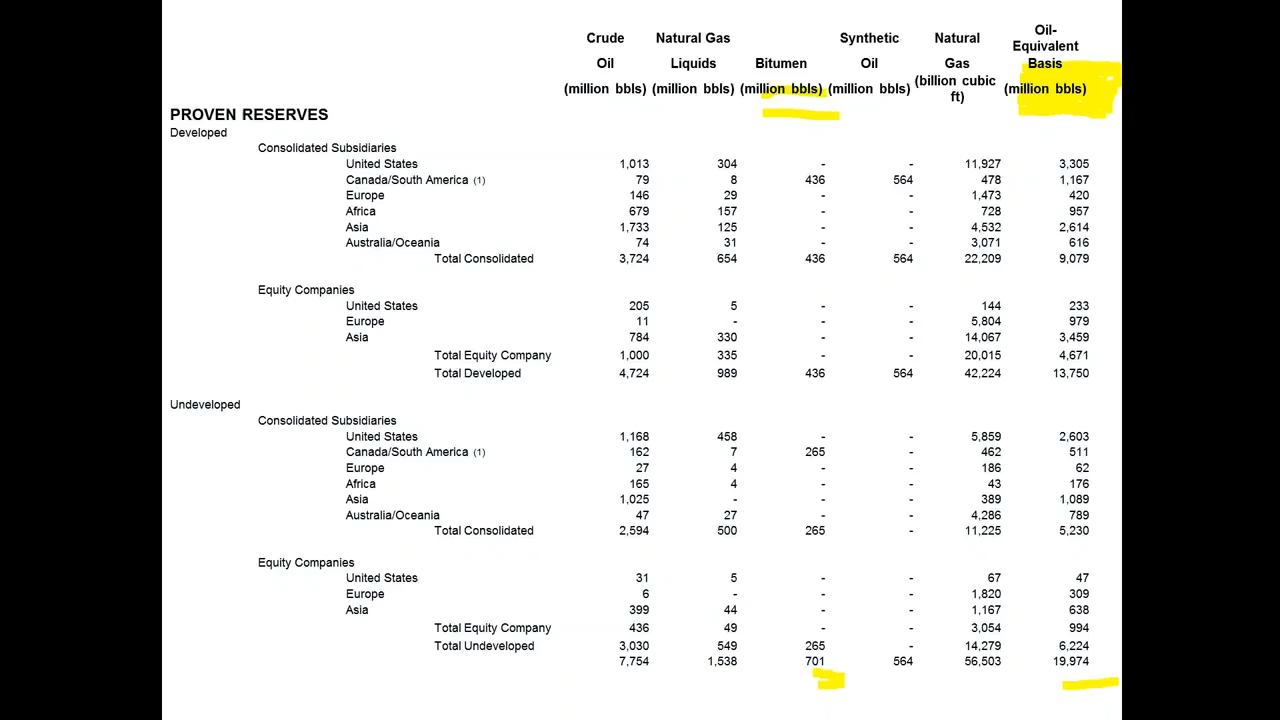 Crude Natural Gas Synthetic Natural Oil-Equivalent
Oil Liquids Bitumen Oil Gas Basis
(million bbls) (million bbls) (million bbls) (million bbls) (billion cubic ft) (million bbls)
PROVEN RESERVES
Developed
Consolidated Subsidiaries
United States 1,013 304 - - 11,927 3,305
Canada/South America (1) 79 8 436 564 478 1,167
Europe 146 29 - - 1,473 420
Africa 679 157 - - 728 957
Asia 1,733 125 - - 4,532 2,614
Australia/Oceania 74 31 - - 3,071 616
Total Consolidated 3,724 654 436 564 22,209 9,079
Equity Companies
United States 205 5 - - 144 233
Europe 11 - - - 5,804 979
Asia 784 330 - - 14,067 3,459
Total Equity Company 1,000 335 - - 20,015 4,671
Total Developed 4,724 989 436 564 42,224 13,750
Undeveloped
Consolidated Subsidiaries
United States 1,168 458 - - 5,859 2,603
Canada/South America (1) 162 7 265 - 462 511
Europe 27 4 - - 186 62
Africa 165 4 - - 43 176
Asia 1,025 - - - 389 1,089
Australia/Oceania 47 27 - - 4,286 789
Total Consolidated 2,594 500 265 - 11,225 5,230
Equity Companies
United States 31 5 - - 67 47
Europe 6 - - - 1,820 309
Asia 399 44 - - 1,167 638
Total Equity Company 436 49 - - 3,054 994
Total Undeveloped 3,030 549 265 - 14,279 6,224
7,754 1,538 701 564 56,503 19,974